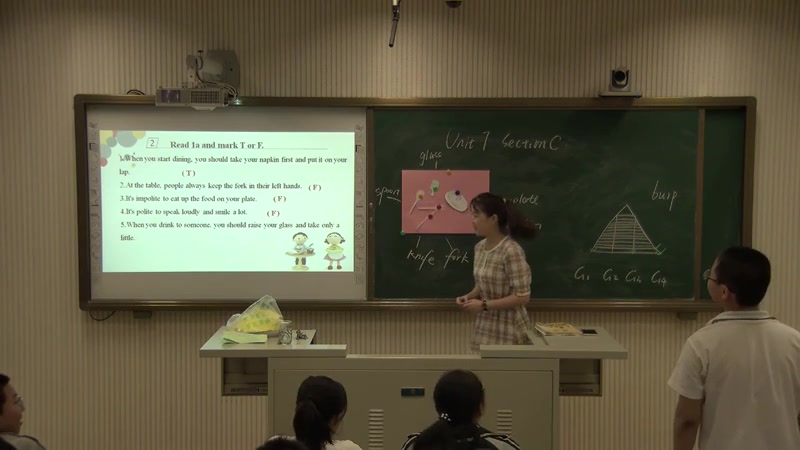 2 Read 1a and mark T or F.
1.When you start dining, you should take your napkin first and put it on your
lap. ( T )
2.At the table, people always keep the fork in their left hands. ( F )
3.It's impolite to eat up the food on your plate. ( F )
4.It's polite to speak loudly and smile a lot. ( F )
5.When you drink to someone, you should raise your glass and take only a
little.
Unit 7 Section C
glass
spoon
plate
knife fork
burp
G1 G2 G3 G4